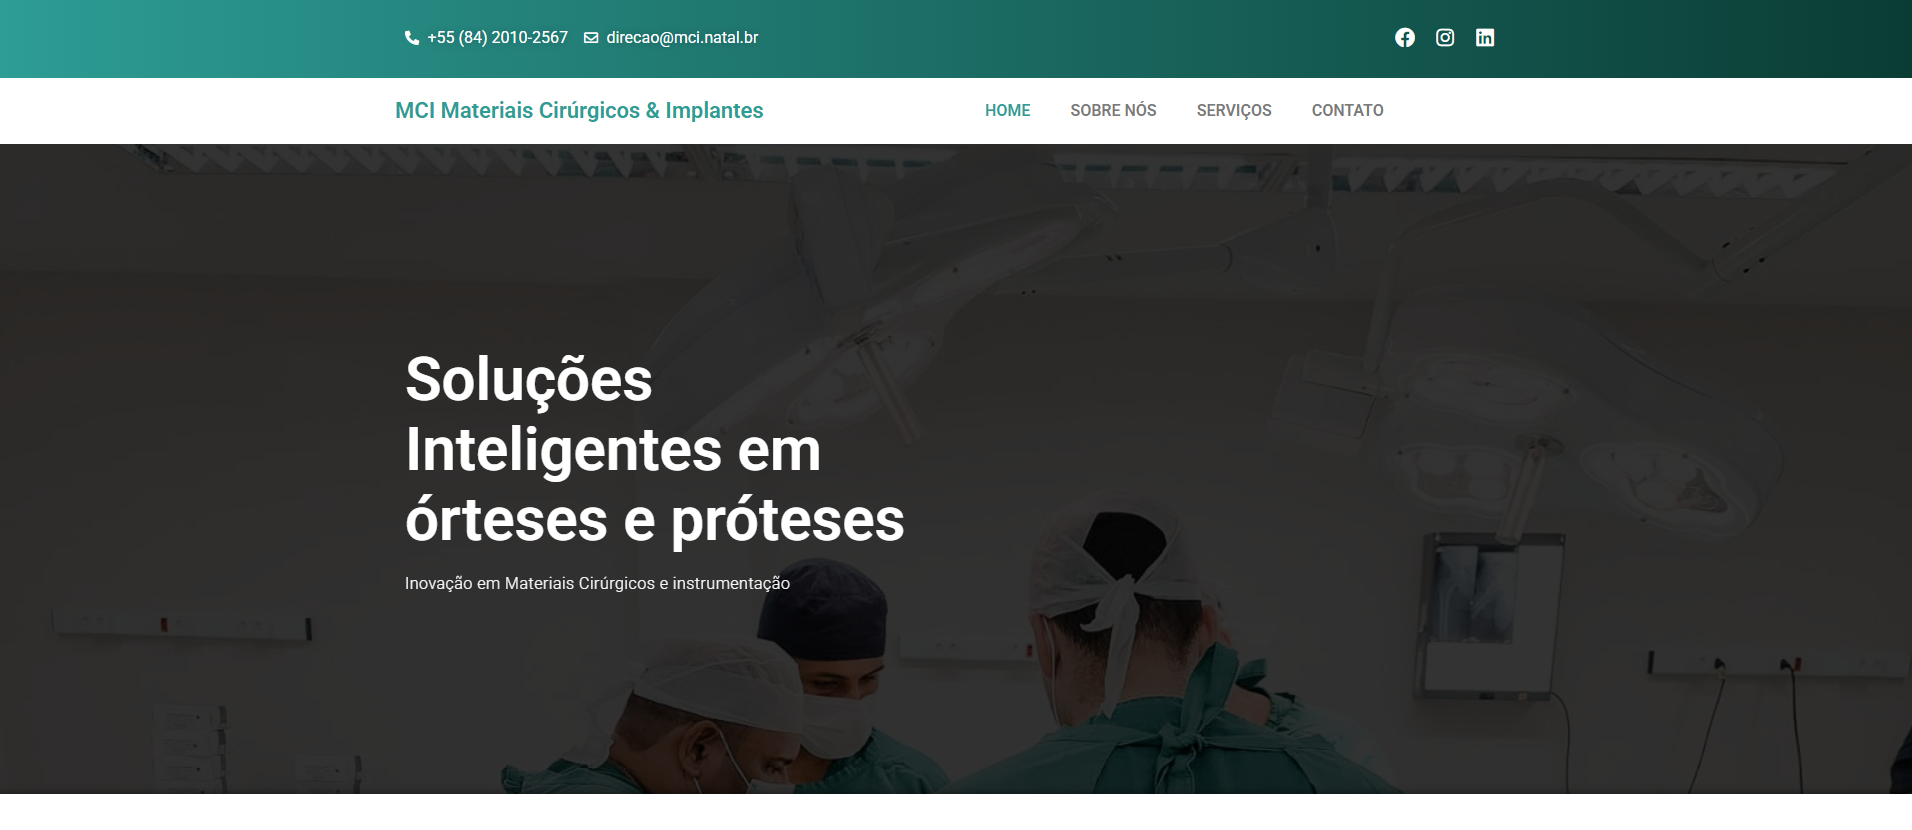 +55 (84) 2010-2567 direcao@mci.natal.br
MCI Materiais Cirúrgicos & Implantes
HOME SOBRE NÓS SERVIÇOS CONTATO
Soluções
Inteligentes em
órteses e próteses
Inovação em Materiais Cirúrgicos e instrumentação